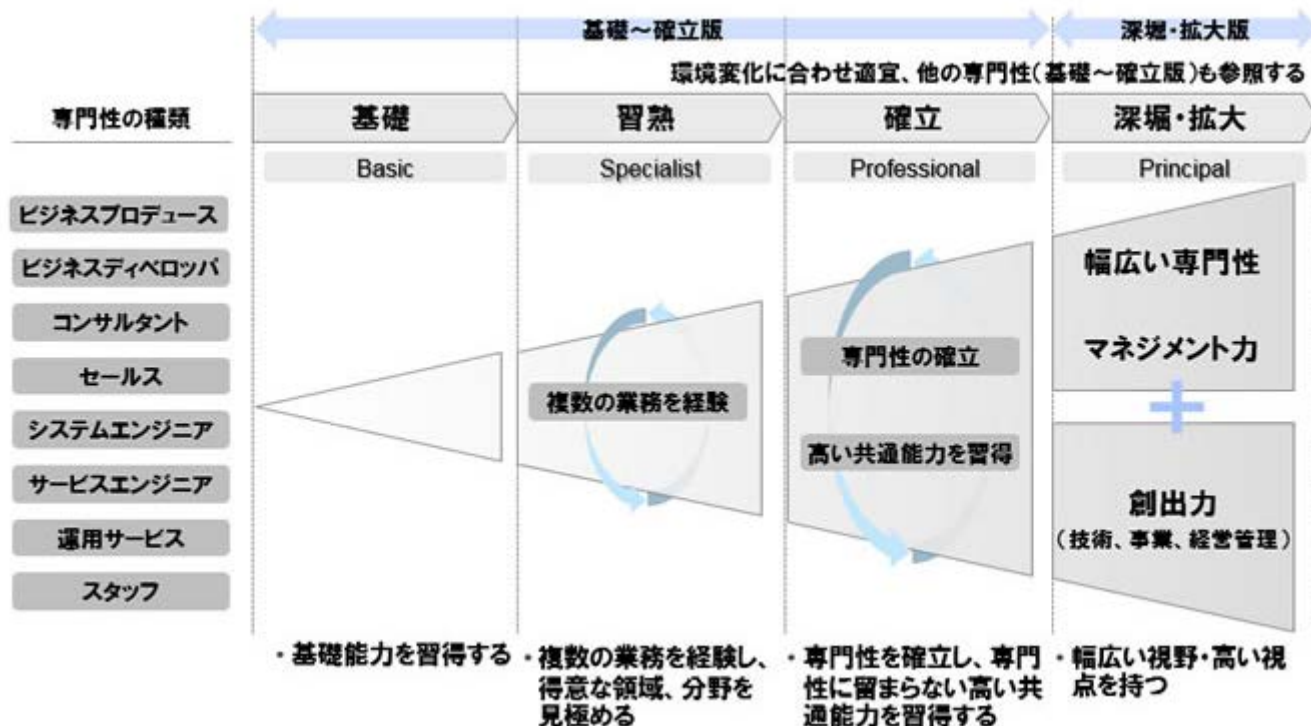 基礎～確立版
深堀・拡大版
環境変化に合わせ適宜、他の専門性（基礎～確立版）も参照する
専門性の種類
基礎
習熟
確立
深堀・拡大
Basic
Specialist
Professional
Principal
ビジネスプロデュース
ビジネスディベロッパ
コンサルタント
セールス
システムエンジニア
サービスエンジニア
運用サービス
スタッフ
複数の業務を経験
専門性の確立
高い共通能力を習得
幅広い専門性
マネジメント力
＋
創出力
（技術、事業、経営管理）
・基礎能力を習得する
・複数の業務を経験し、
得意な領域、分野を
見極める
・専門性を確立し、専門
性に留まらない高い共
通能力を習得する
・幅広い視野・高い視
点を持つ